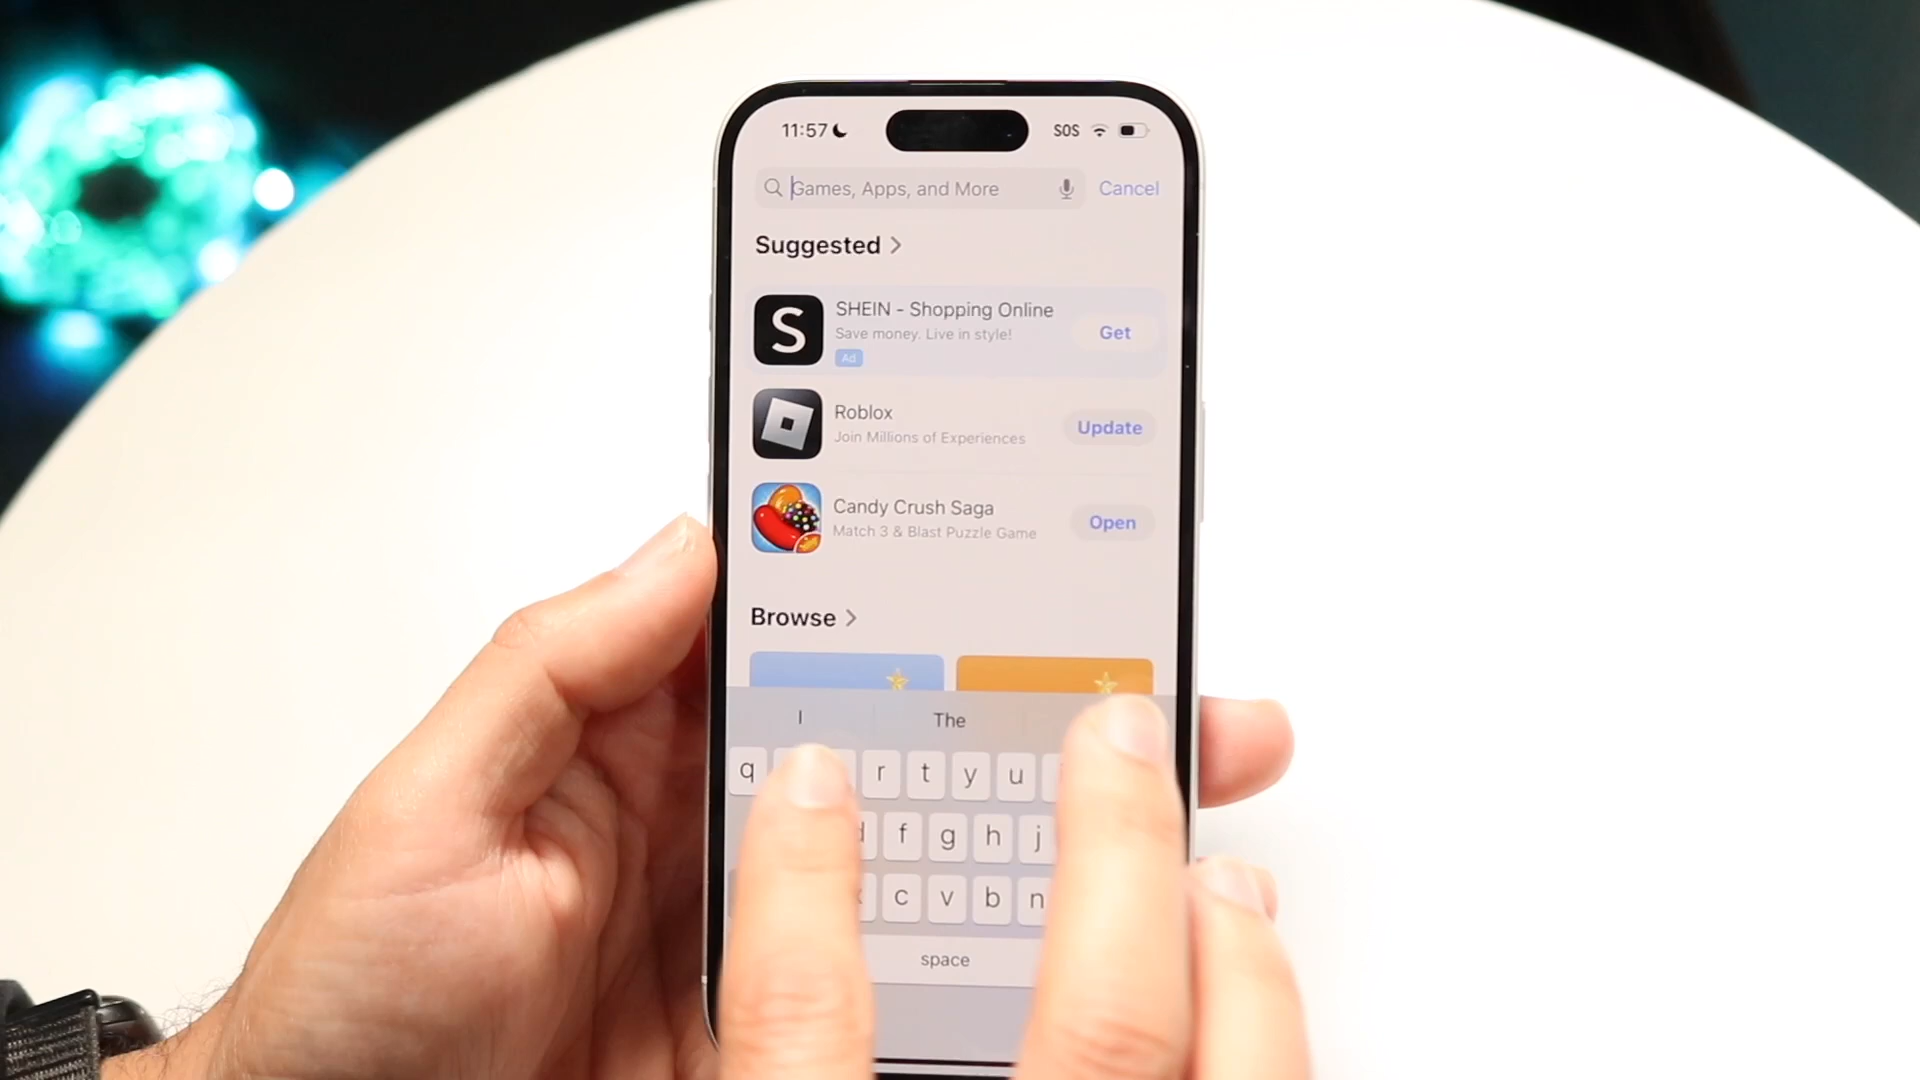 11:57 SOS
Games, Apps, and More Cancel
Suggested >
S
SHEIN - Shopping Online
Save money. Live in style!
Ad
Get
Roblox
Join Millions of Experiences
Update
Candy Crush Saga
Match 3 & Blast Puzzle Game
Open
Browse >
I The
q r t y u
f g h j
c v b n
space